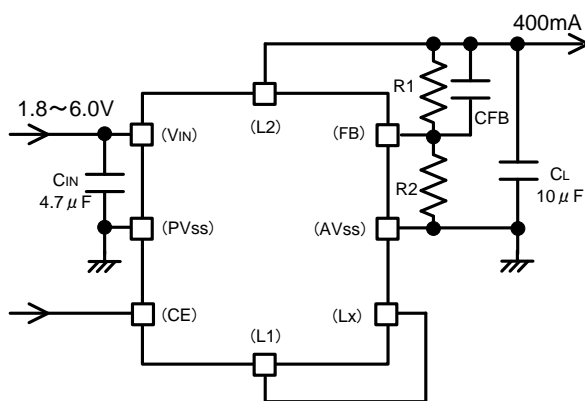 400mA
R1
CFB
1.8～6.0V
(VIN)
(L2)
(FB)
CIN
4.7μF
R2
CL
10μF
(PVss)
(AVss)
(CE)
(L1)
(Lx)